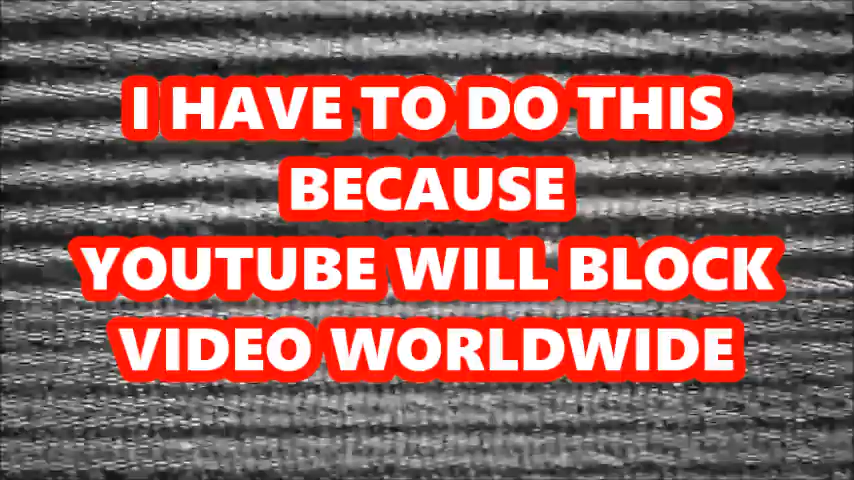 I HAVE TO DO THIS
BECAUSE
YOUTUBE WILL BLOCK
VIDEO WORLDWIDE